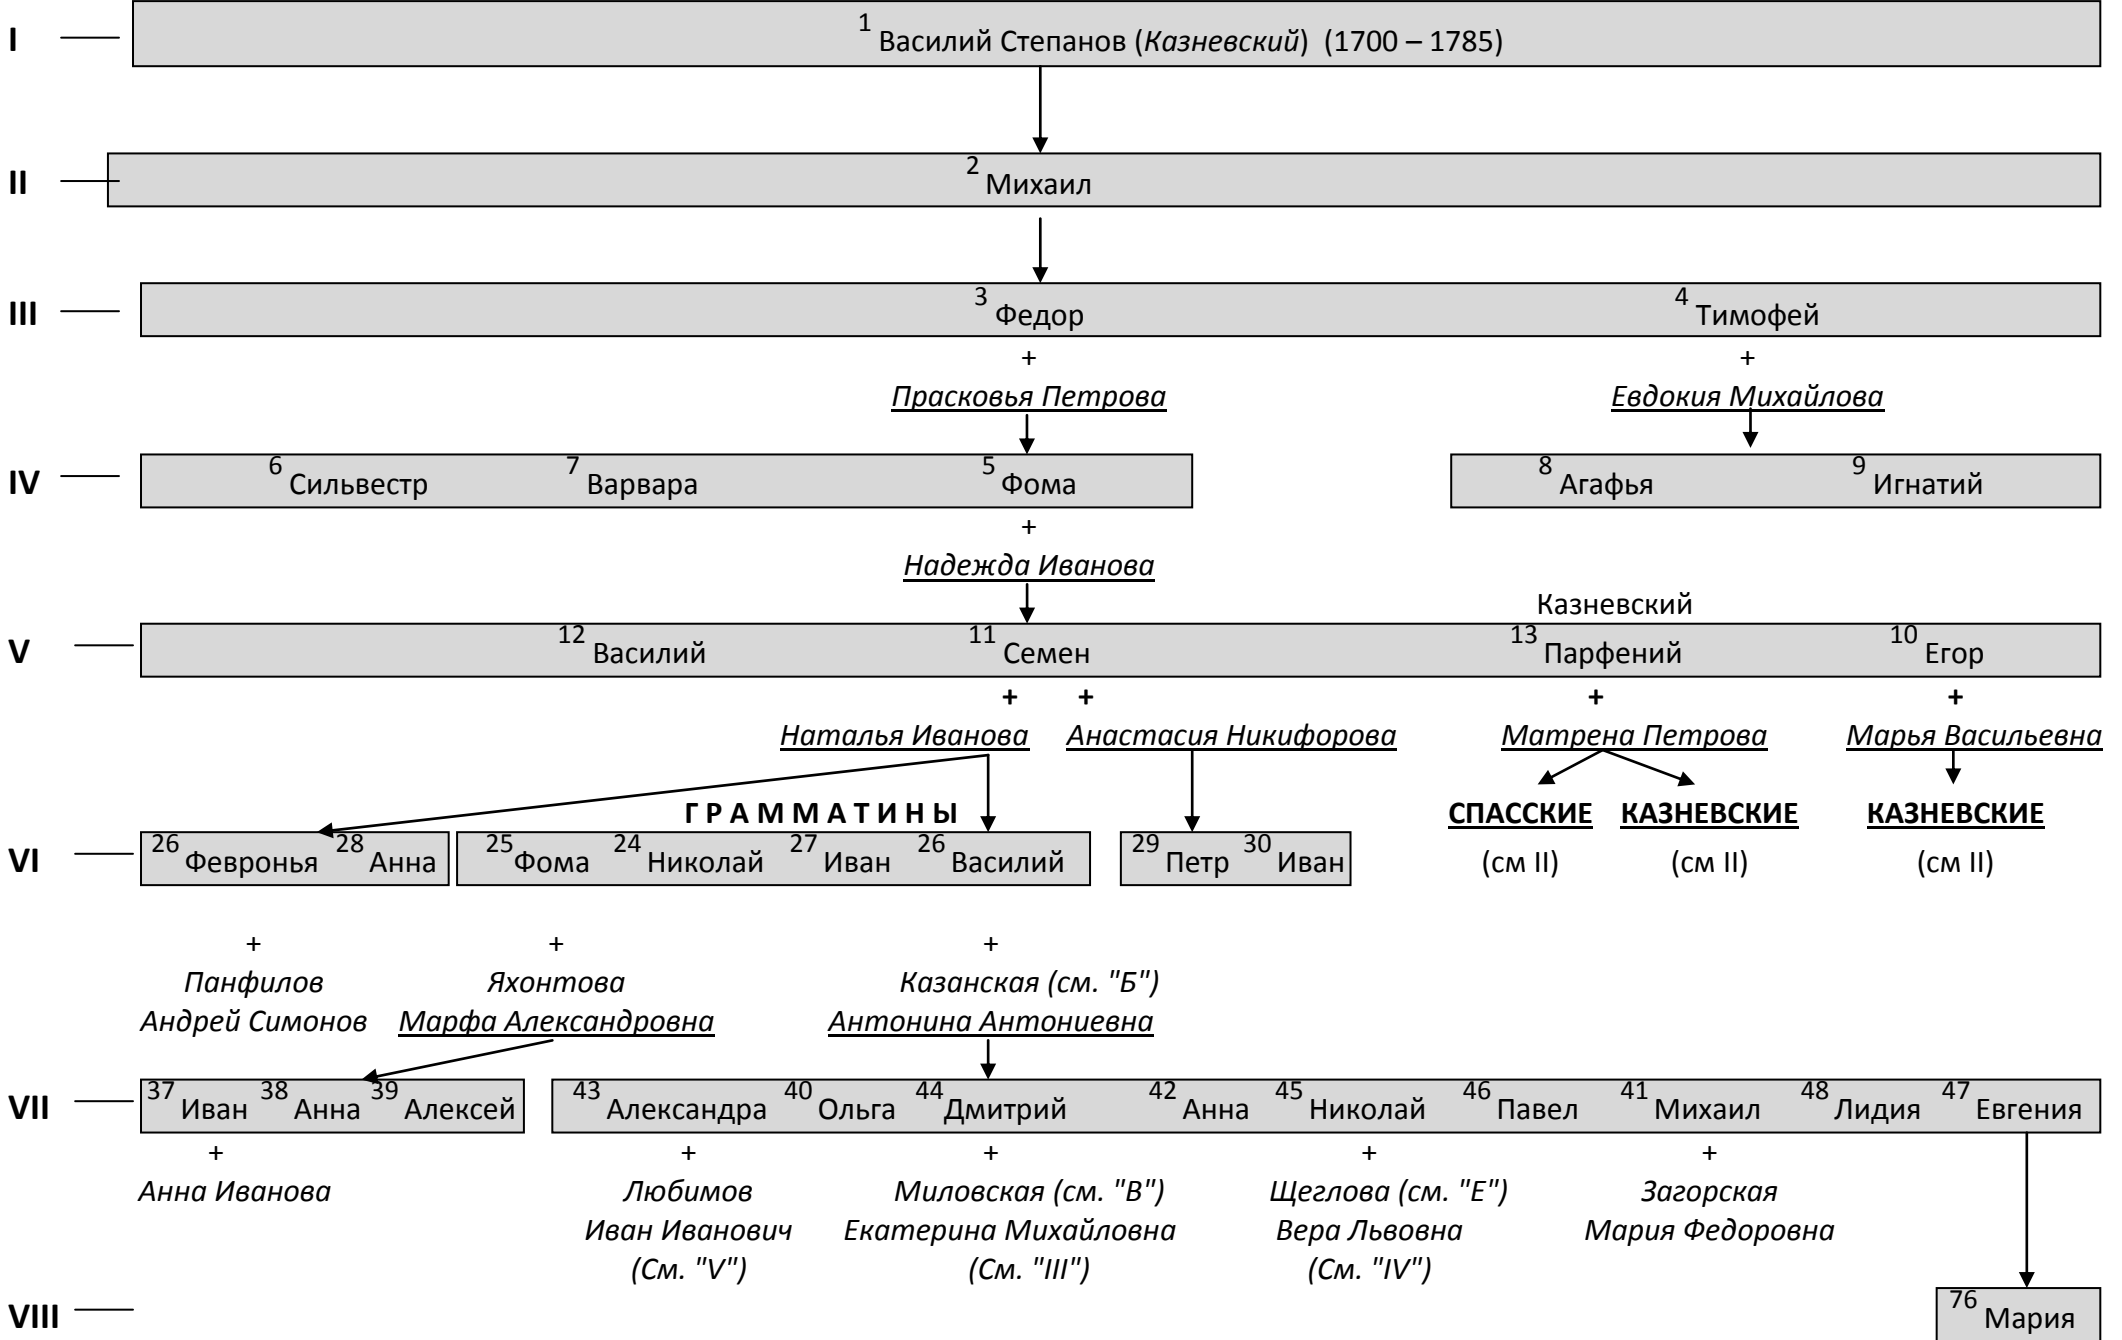 I 1 Василий Степанов (Казневский) (1700 – 1785)
II 2 Михаил
III 3 Федор 4 Тимофей
+ +
Прасковья Петрова Евдокия Михайлова
IV 6 Сильвестр 7 Варвара 5 Фома 8 Агафья 9 Игнатий
+
Надежда Иванова
Казневский
V 12 Василий 11 Семен 13 Парфений 10 Егор
+ + + +
Наталья Иванова Анастасия Никифорова Матрена Петрова Марья Васильевна
Г Р А М М А Т И Н Ы СПАССКИЕ КАЗНЕВСКИЕ КАЗНЕВСКИЕ
VI 26 Февронья 28 Анна 25 Фома 24 Николай 27 Иван 26 Василий 29 Петр 30 Иван (см II) (см II) (см II)
+ + +
Панфилов Яхонтова Казанская (см. "Б")
Андрей Симонов Марфа Александровна Антонина Антониевна
VII 37 Иван 38 Анна 39 Алексей 43 Александра 40 Ольга 44 Дмитрий 42 Анна 45 Николай 46 Павел 41 Михаил 48 Лидия 47 Евгения
+ + + + +
Анна Иванова Любимов Миловская (см. "В") Щеглова (см. "Е") Загорская
Иван Иванович Екатерина Михайловна Вера Львовна Мария Федоровна
(См. "V") (См. "III") (См. "IV")
VIII 76 Мария